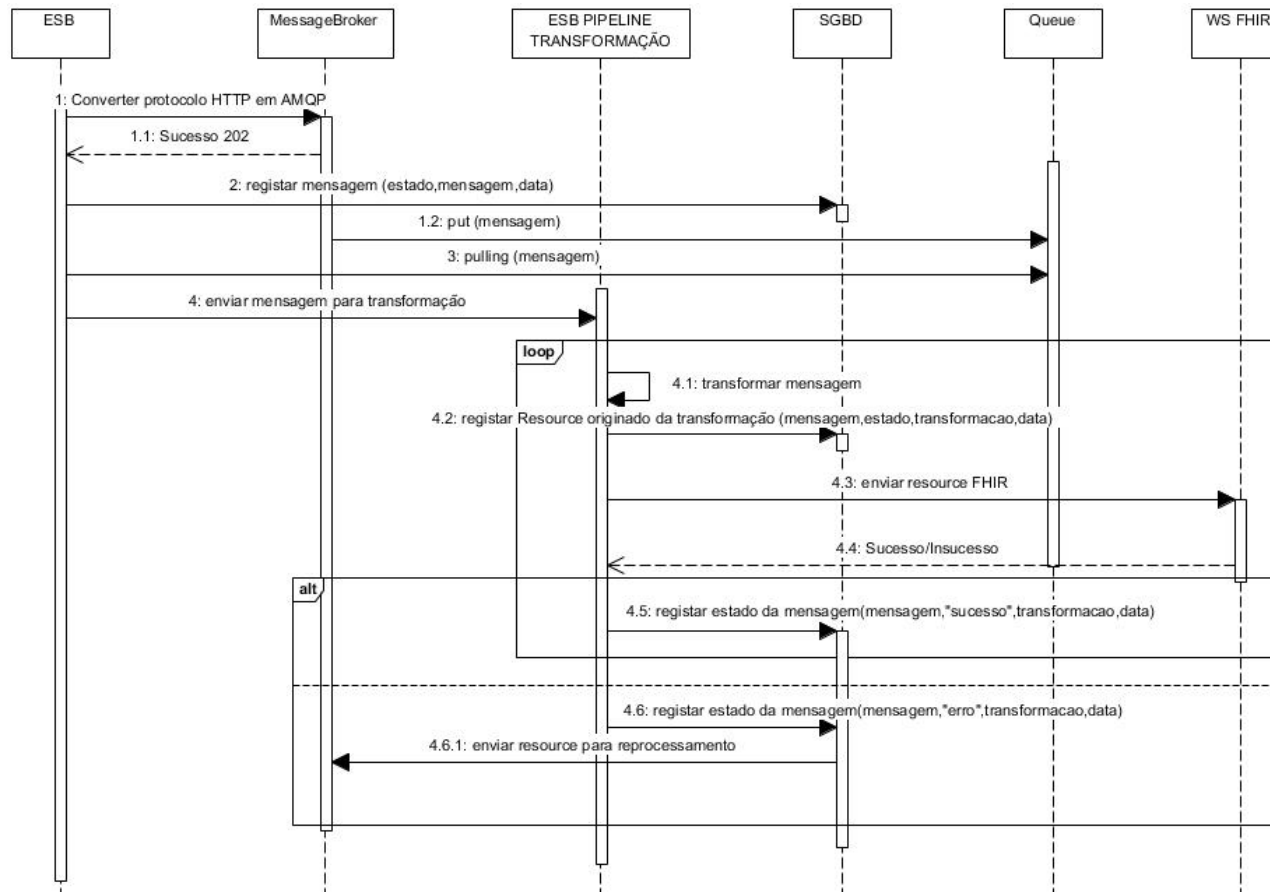 ESB
MessageBroker
ESB PIPELINE
TRANSFORMAÇÃO
SGBD
Queue
WS FHIR
1: Converter protocolo HTTP em AMQP
1.1: Sucesso 202
2: registar mensagem (estado,mensagem,data)
1.2: put (mensagem)
3: pulling (mensagem)
4: enviar mensagem para transformação
loop
4.1: transformar mensagem
4.2: registar Resource originado da transformação (mensagem,estado,transformacao,data)
4.3: enviar resource FHIR
4.4: Sucesso/Insucesso
alt
4.5: registar estado da mensagem(mensagem,"sucesso",transformacao,data)
4.6: registar estado da mensagem(mensagem,"erro",transformacao,data)
4.6.1: enviar resource para reprocessamento